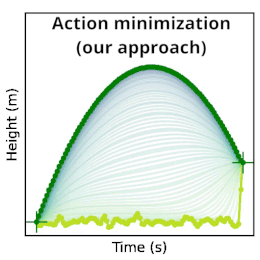 Action minimization
(our approach)
Height (m)
Time (s)